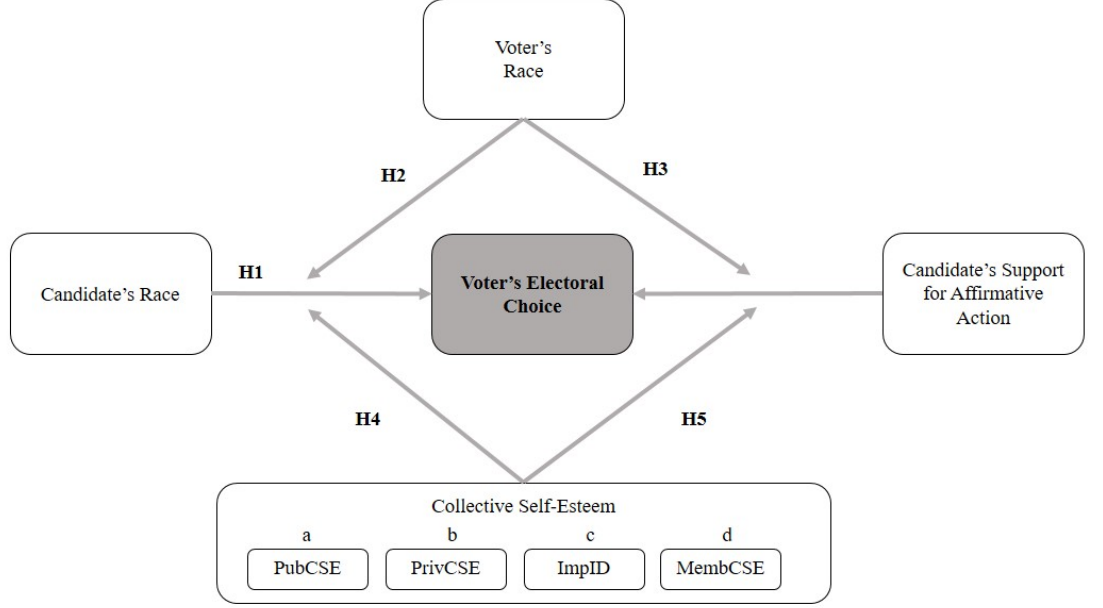 Voter's
Race
H2
H3
H1
Candidate's Race
Voter's Electoral
Choice
Candidate's Support
for Affirmative
Action
H4
H5
Collective Self-Esteem
a b c d
PubCSE PrivCSE ImpID MembCSE